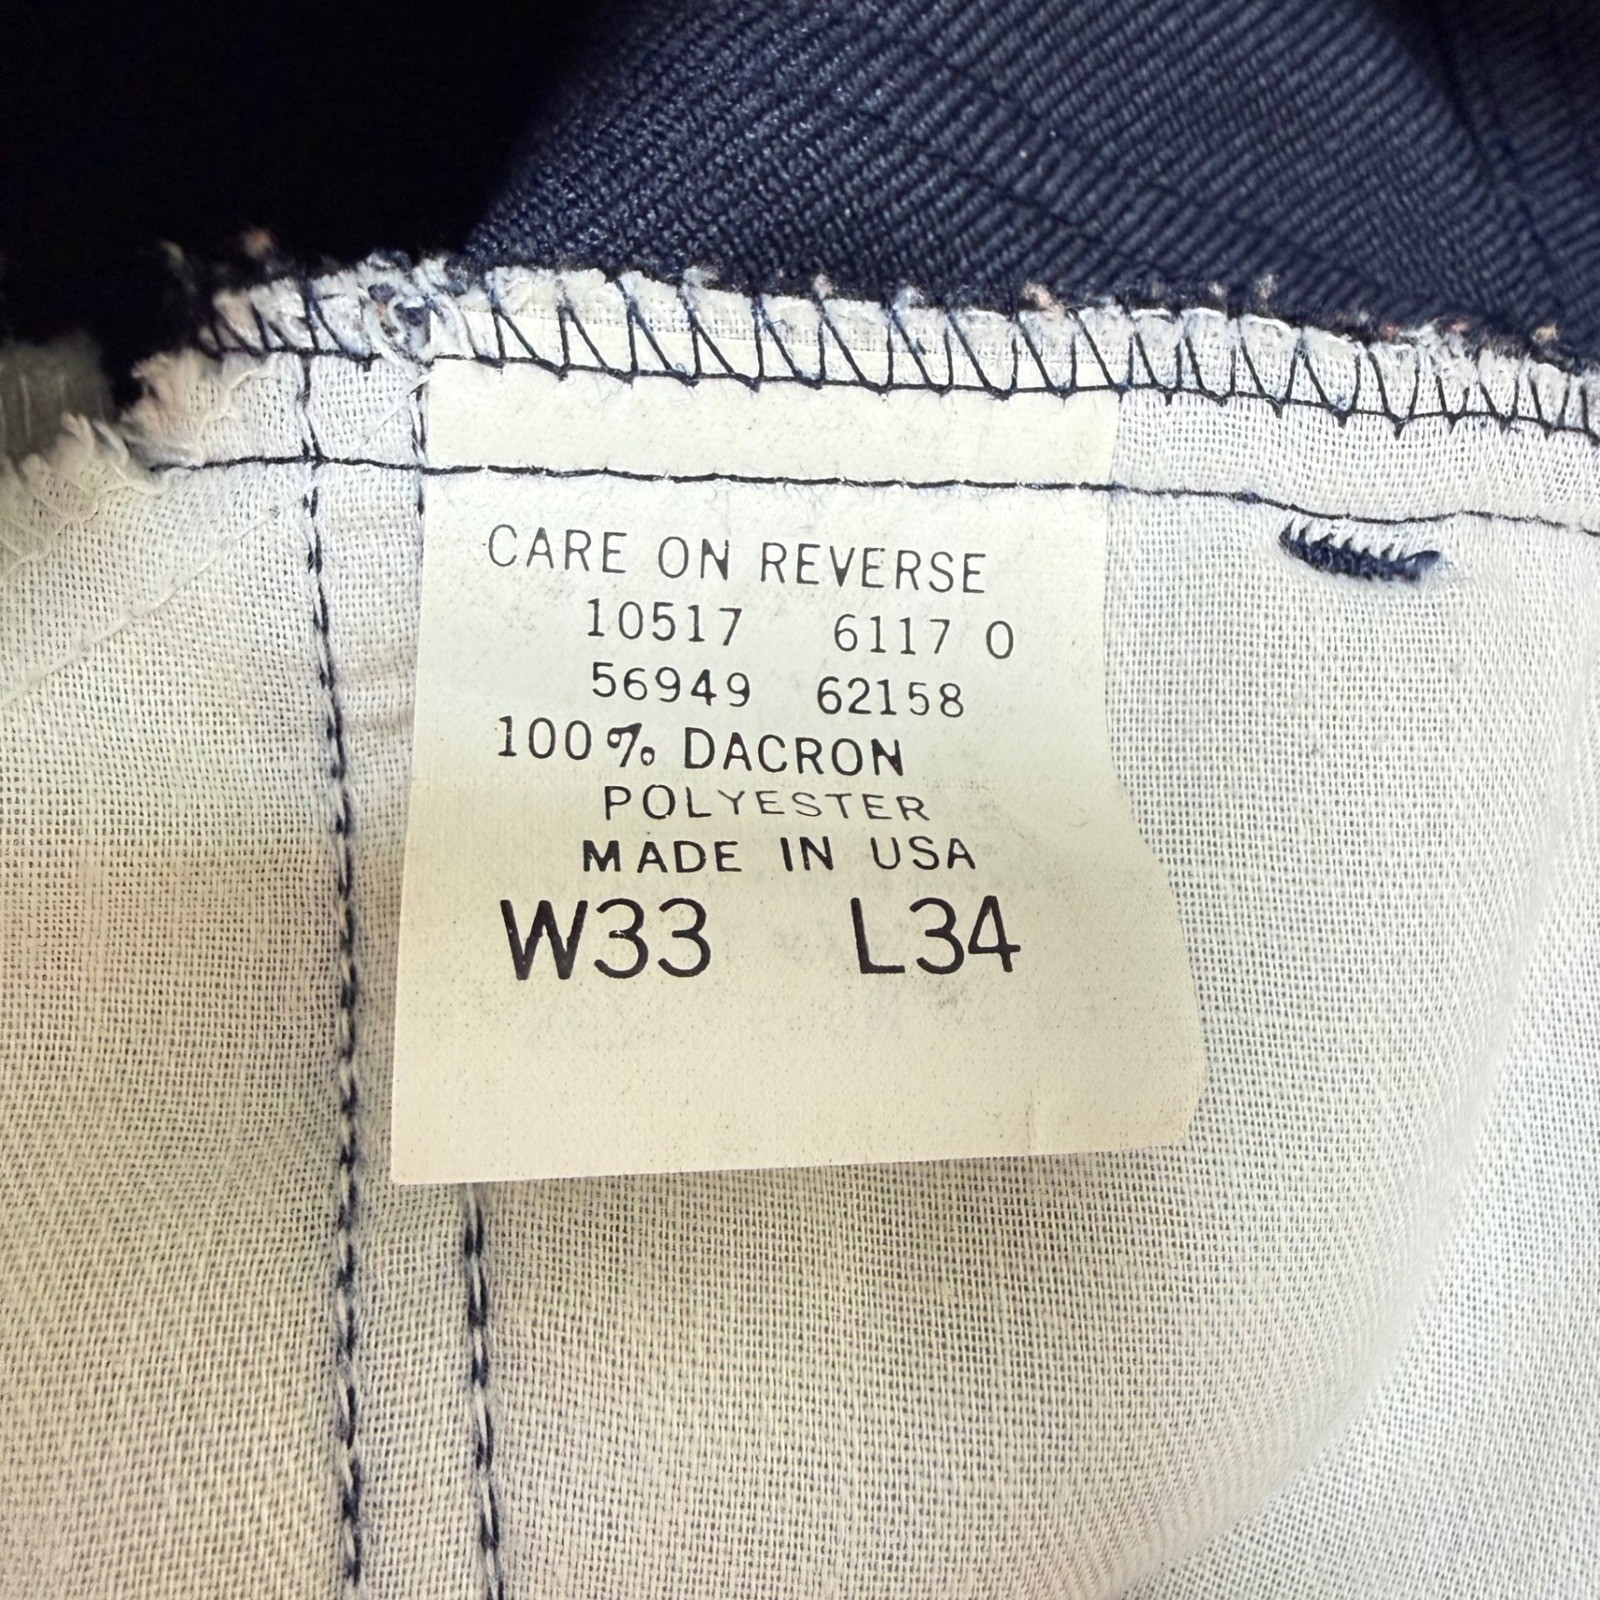 CARE ON REVERSE
10517 6117 0
56949 62158
100% DACRON
POLYESTER
MADE IN USA
W33 L34